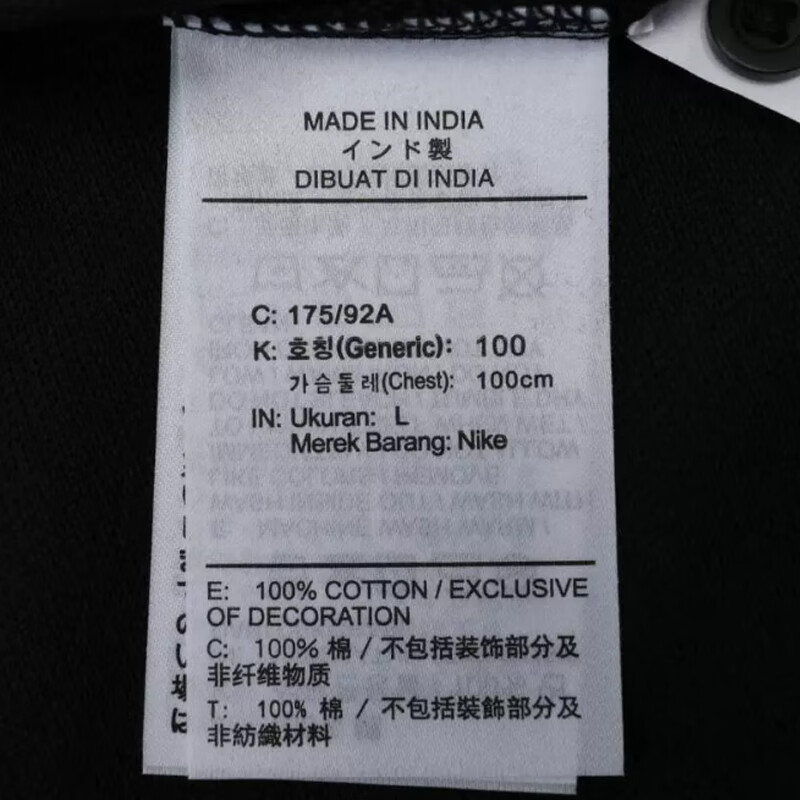 MADE IN INDIA
インド製
DIBUAT DI INDIA
C: 175/92A
K: 호칭(Generic): 100
가슴둘레(Chest): 100cm
IN: Ukuran: L
Merek Barang: Nike
E: 100% COTTON / EXCLUSIVE
OF DECORATION
C: 100% 棉 / 不包括装饰部分及
非纤维物质
T: 100% 棉 / 不包括裝飾部分及
非紡織材料